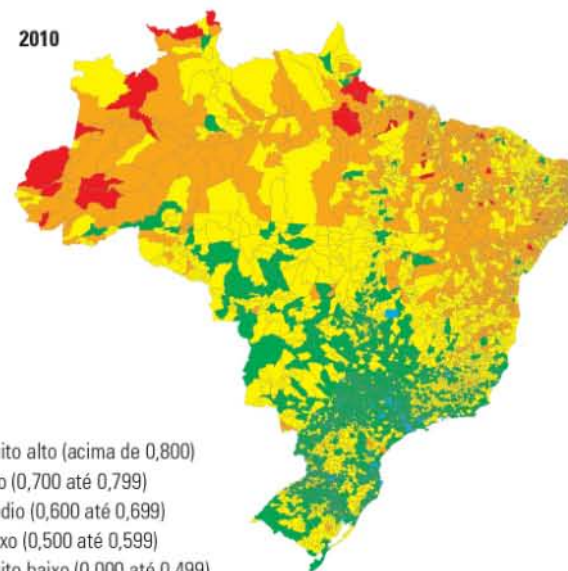 2010
ito alto (acima de 0,800)
o (0,700 até 0,799)
dio (0,600 até 0,699)
xo (0,500 até 0,599)
ito baixo (0,000 até 0,499)